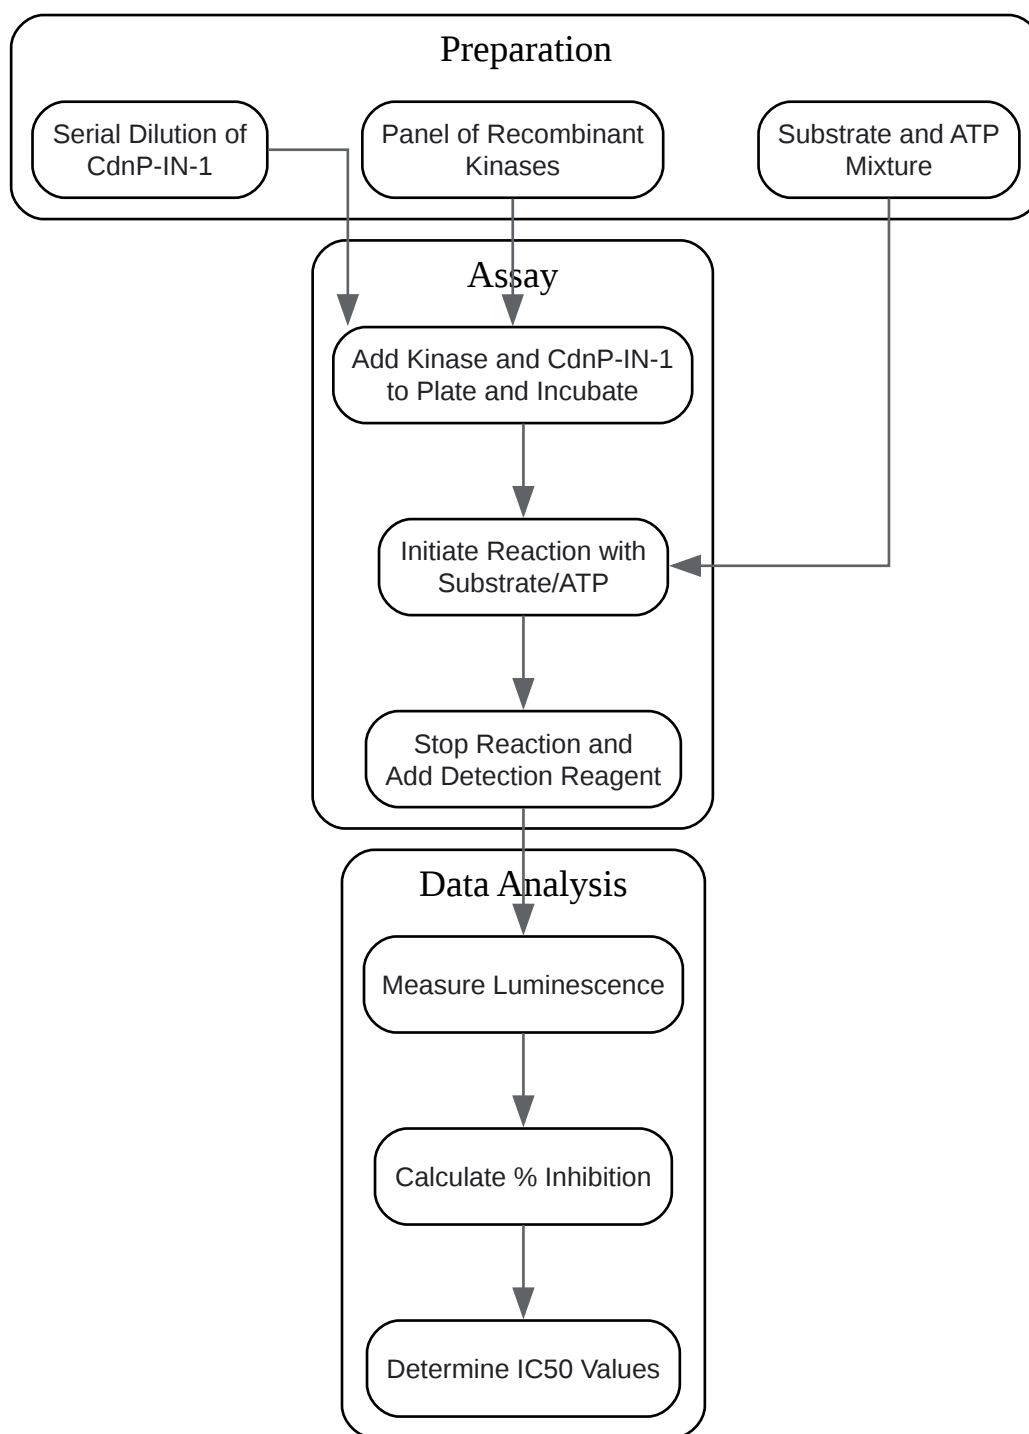 Preparation
Serial Dilution of
CdnP-IN-1
Panel of Recombinant
Kinases
Substrate and ATP
Mixture
Assay
Add Kinase and CdnP-IN-1
to Plate and Incubate
Initiate Reaction with
Substrate/ATP
Stop Reaction and
Add Detection Reagent
Data Analysis
Measure Luminescence
Calculate % Inhibition
Determine IC50 Values